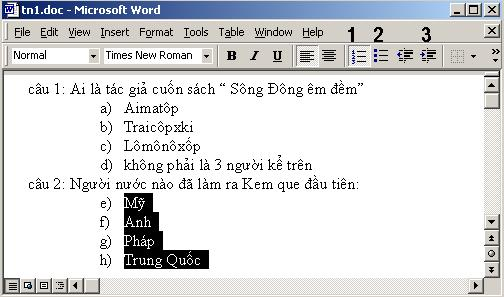 tn1.doc - Microsoft Word
File Edit View Insert Format Tools Table Window Help 1 2 3
Normal Times New Roman B I U
câu 1: Ai là tác giả cuốn sách “ Sông Đông êm đềm”
a) Aimatôp
b) Traicôpxki
c) Lômônôxốp
d) không phải là 3 người kể trên
câu 2: Người nước nào đã làm ra Kem que đầu tiên:
e) Mỹ
f) Anh
g) Pháp
h) Trung Quốc